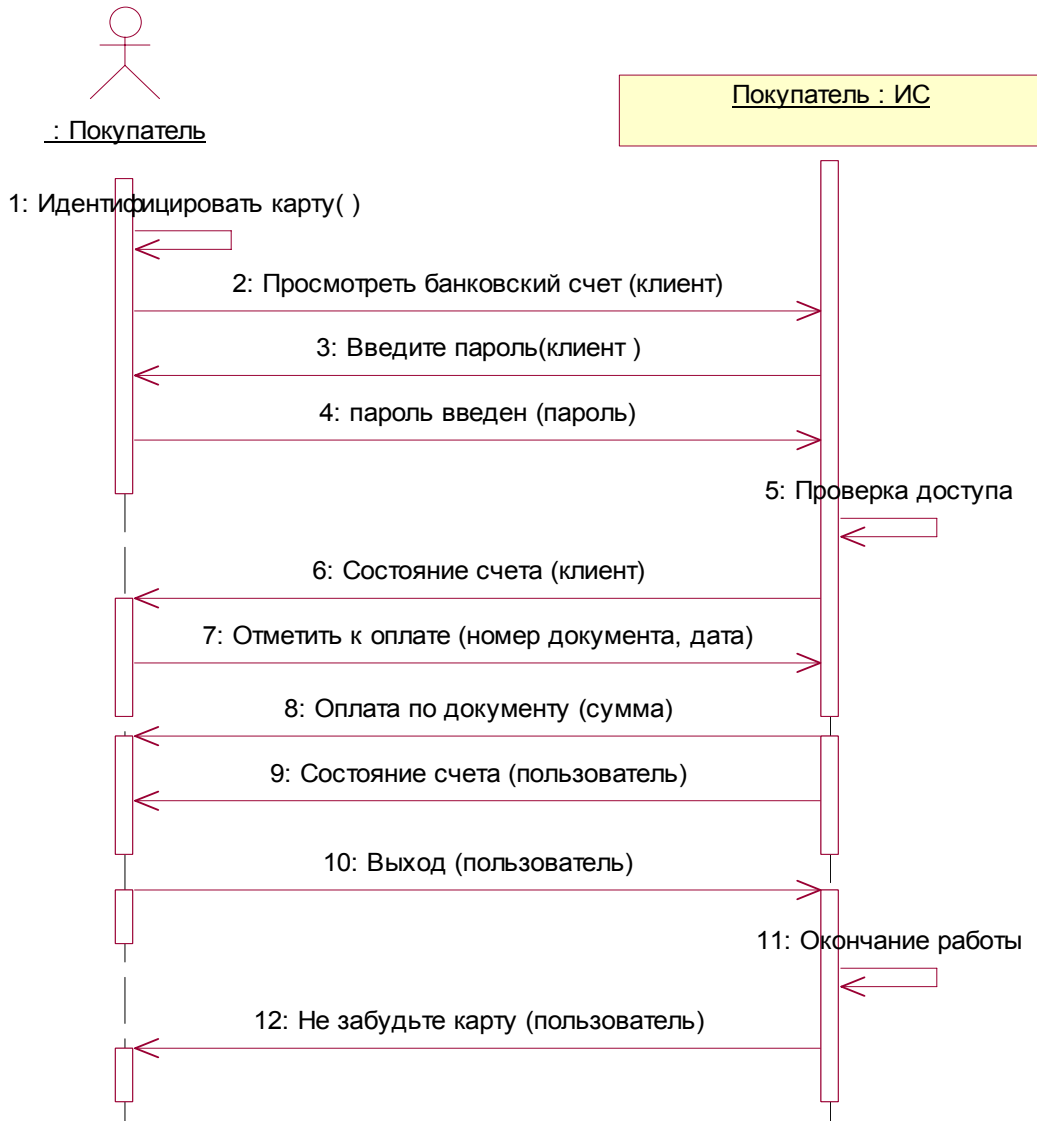 : Покупатель
Покупатель : ИС
1: Идентифицировать карту( )
2: Просмотреть банковский счет (клиент)
3: Введите пароль(клиент )
4: пароль введен (пароль)
5: Проверка доступа
6: Состояние счета (клиент)
7: Отметить к оплате (номер документа, дата)
8: Оплата по документу (сумма)
9: Состояние счета (пользователь)
10: Выход (пользователь)
11: Окончание работы
12: Не забудьте карту (пользователь)